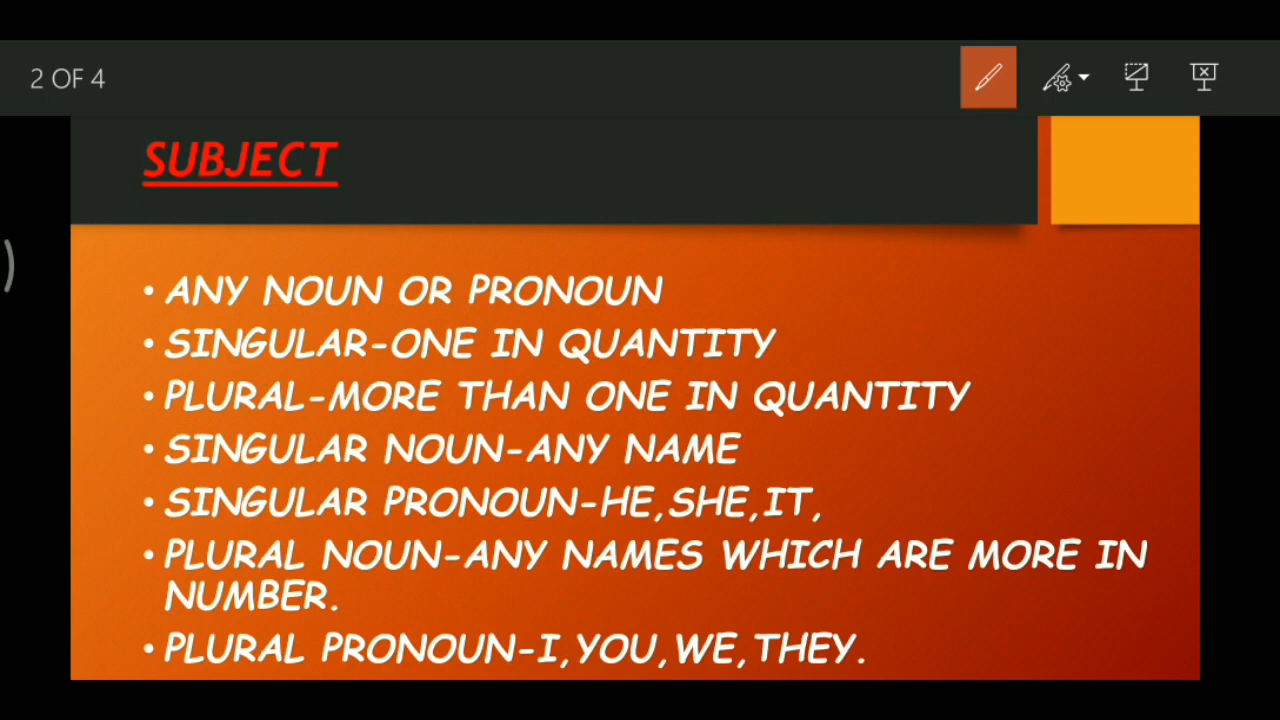 2 OF 4
SUBJECT
• ANY NOUN OR PRONOUN
• SINGULAR-ONE IN QUANTITY
• PLURAL-MORE THAN ONE IN QUANTITY
• SINGULAR NOUN-ANY NAME
• SINGULAR PRONOUN-HE,SHE,IT,
• PLURAL NOUN-ANY NAMES WHICH ARE MORE IN
NUMBER.
• PLURAL PRONOUN-I,YOU,WE,THEY.